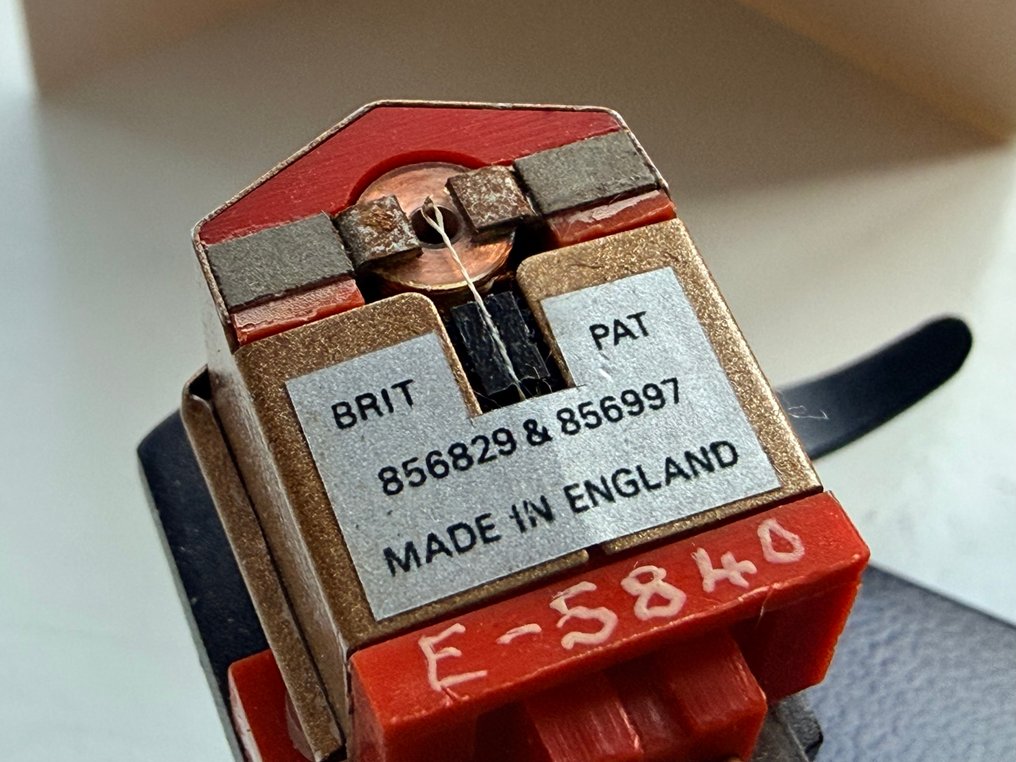 BRIT PAT
856829 & 856997
MADE IN ENGLAND
E-5840